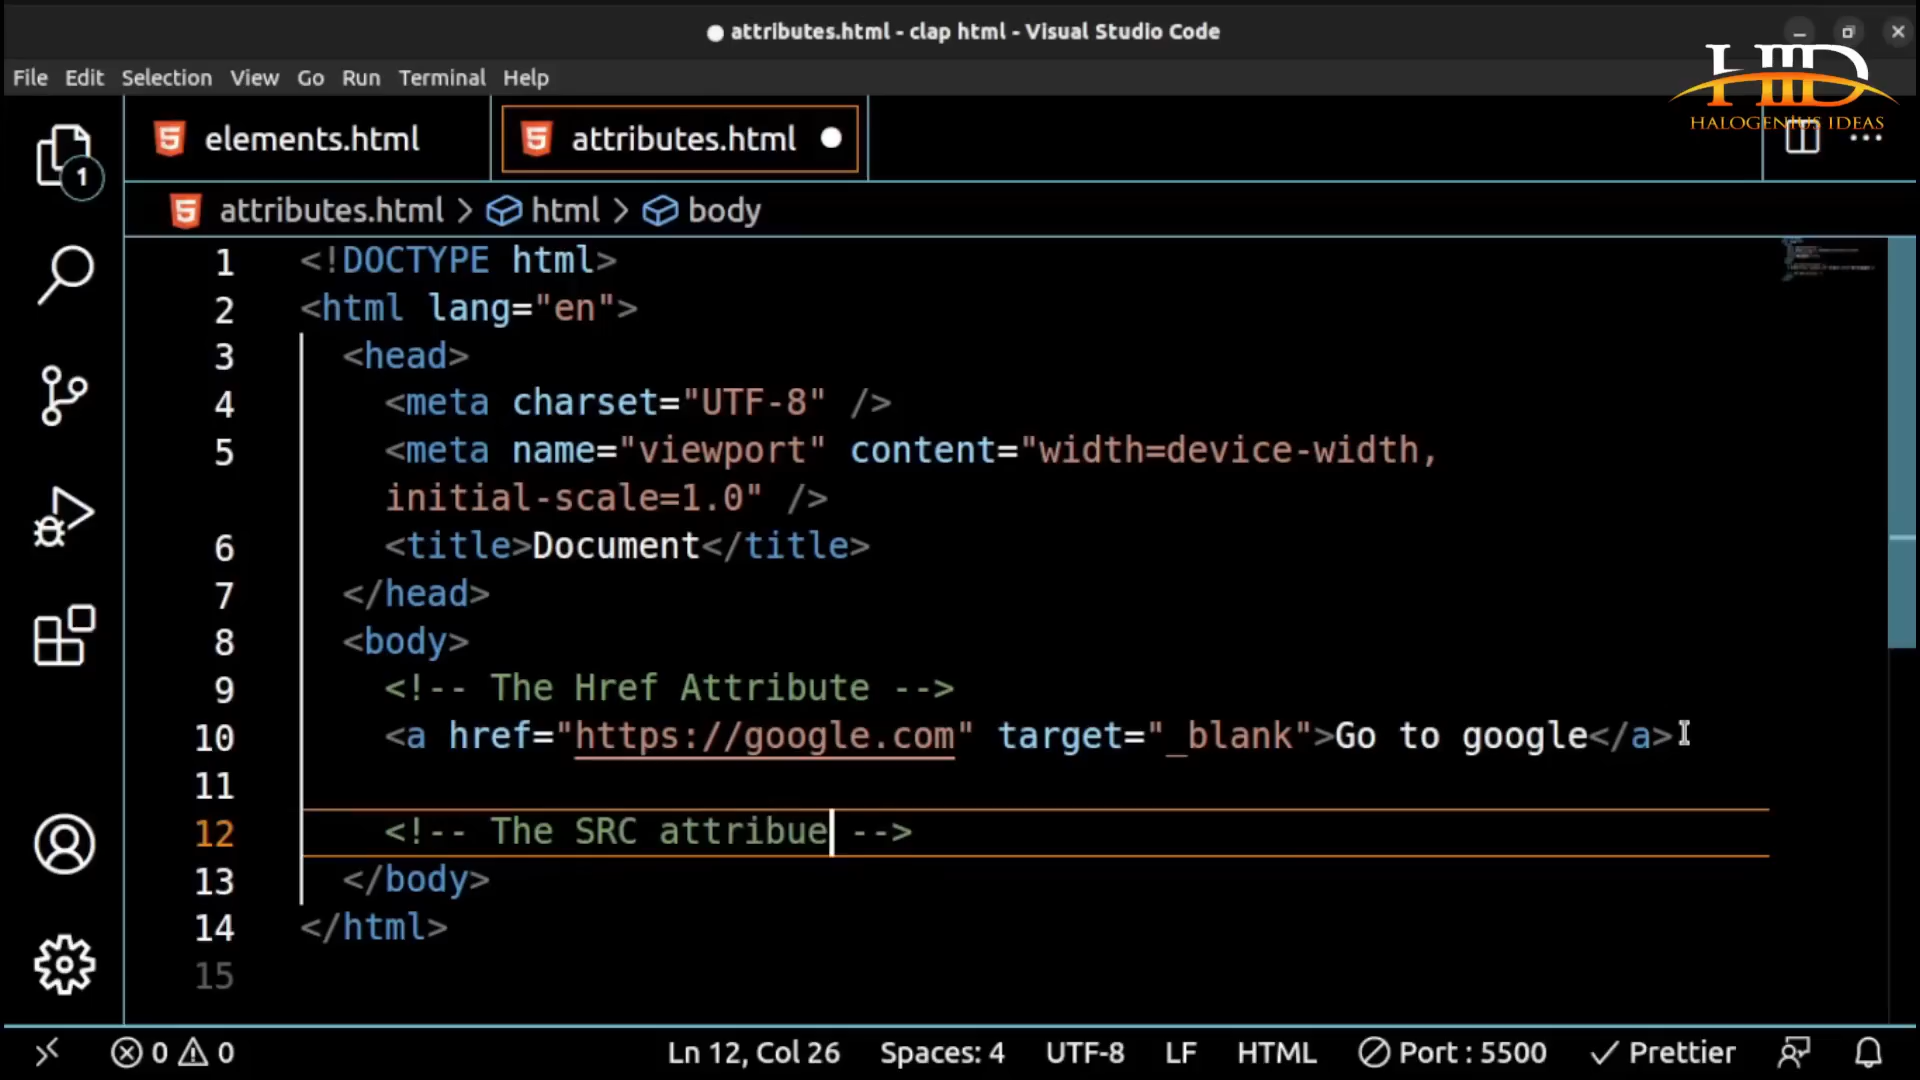 attributes.html - clap html - Visual Studio Code
File Edit Selection View Go Run Terminal Help
HID
HALOGENIUS IDEAS
elements.html
attributes.html
1
attributes.html > html > body
1 <!DOCTYPE html>
2 <html lang="en">
3 <head>
4 <meta charset="UTF-8" />
5 <meta name="viewport" content="width=device-width,
initial-scale=1.0" />
6 <title>Document</title>
7 </head>
8 <body>
9 <!-- The Href Attribute -->
10 <a href="https://google.com" target="_blank">Go to google</a>
11
12 <!-- The SRC attribue -->
13 </body>
14 </html>
15
0 0 Ln 12, Col 26 Spaces: 4 UTF-8 LF HTML Port : 5500 Prettier